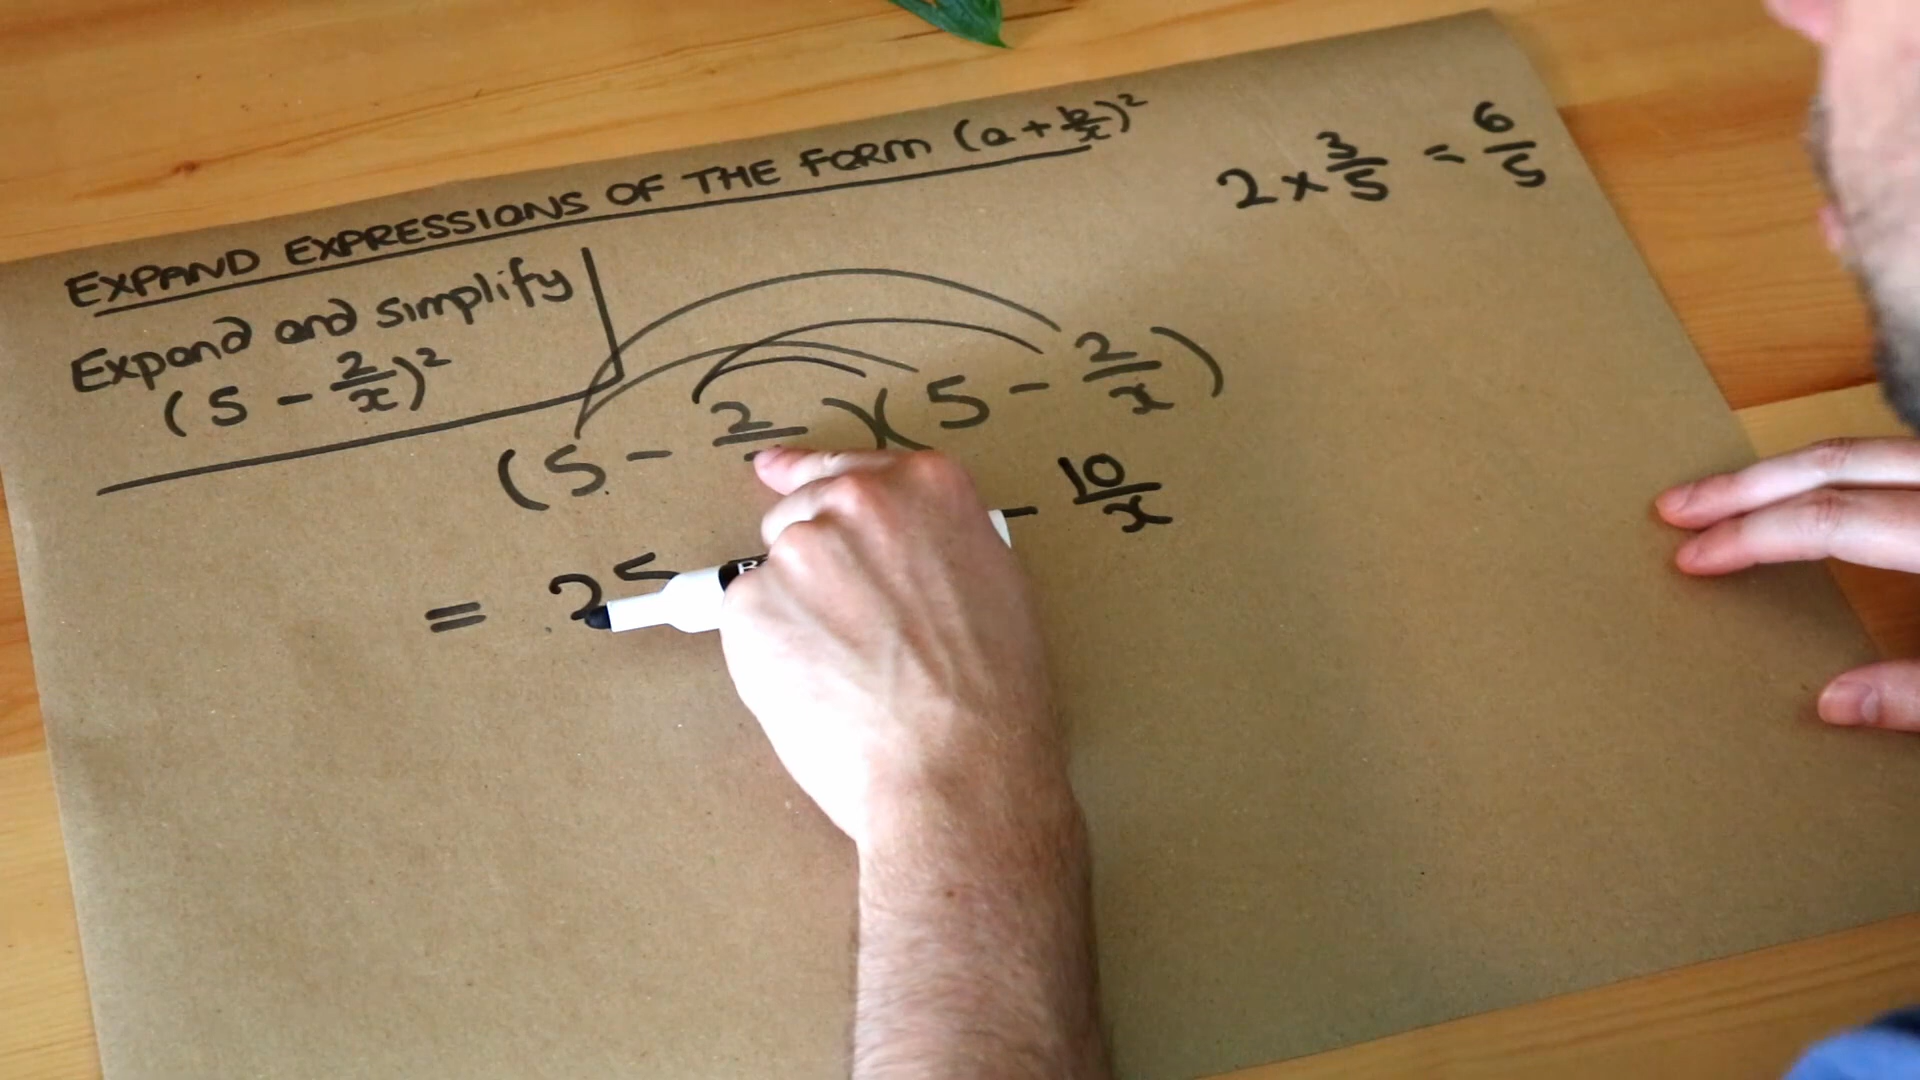 EXPAND EXPRESSIONS OF THE FORM (a + b/x)²
2 × 3/5 = 6/5
Expand and simplify
(5 - 2/x)²
(5 - 2/ )(5 - 2/x)
= 25 - 10/x